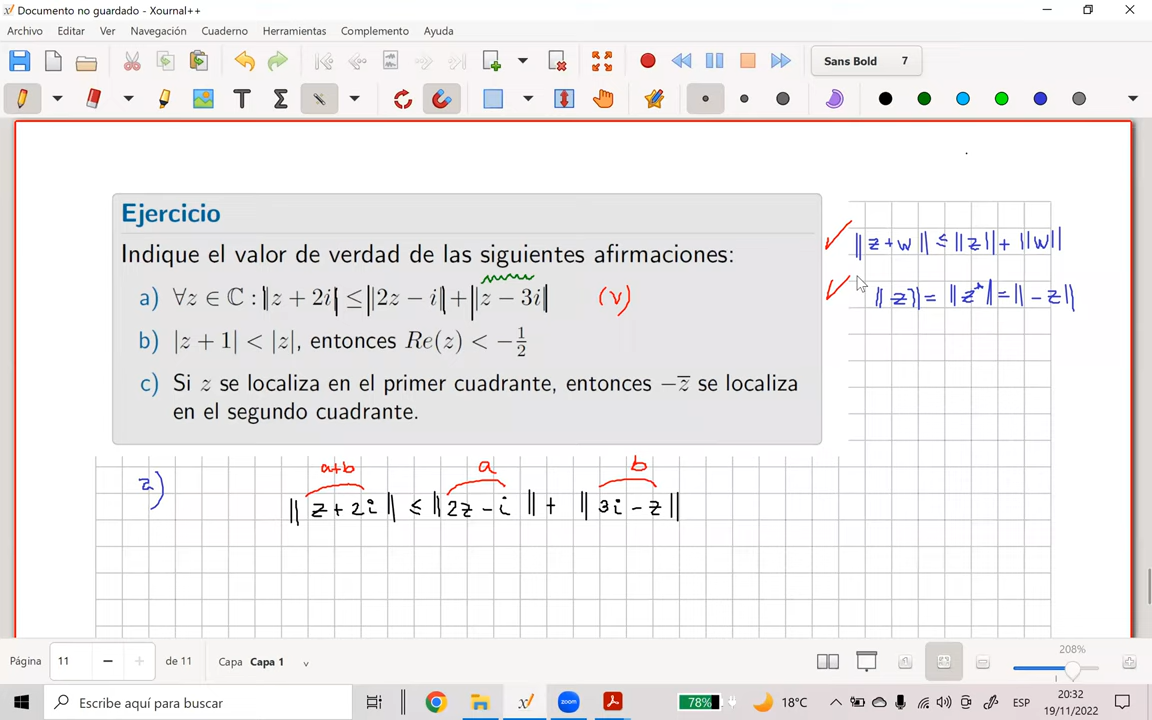 Documento no guardado - Xournal++
Archivo Editar Ver Navegación Cuaderno Herramientas Complemento Ayuda
Sans Bold 7
Ejercicio
Indique el valor de verdad de las siguientes afirmaciones:
a) ∀z ∈ ℂ : ||z + 2i|| ≤ ||2z − i|| + ||z − 3i|| (V)
b) |z + 1| < |z|, entonces Re(z) < −1/2
c) Si z se localiza en el primer cuadrante, entonces −z̅ se localiza
en el segundo cuadrante.
|| z + w || ≤ ||z|| + ||w||
|| z || = || z* || = || − z ||
a+b a b
a) || z + 2i || ≤ || 2z − i || + || 3i − z ||
Página 11 de 11 Capa Capa 1 208%
Escribe aquí para buscar zoom 78% 18°C ESP 20:32
19/11/2022